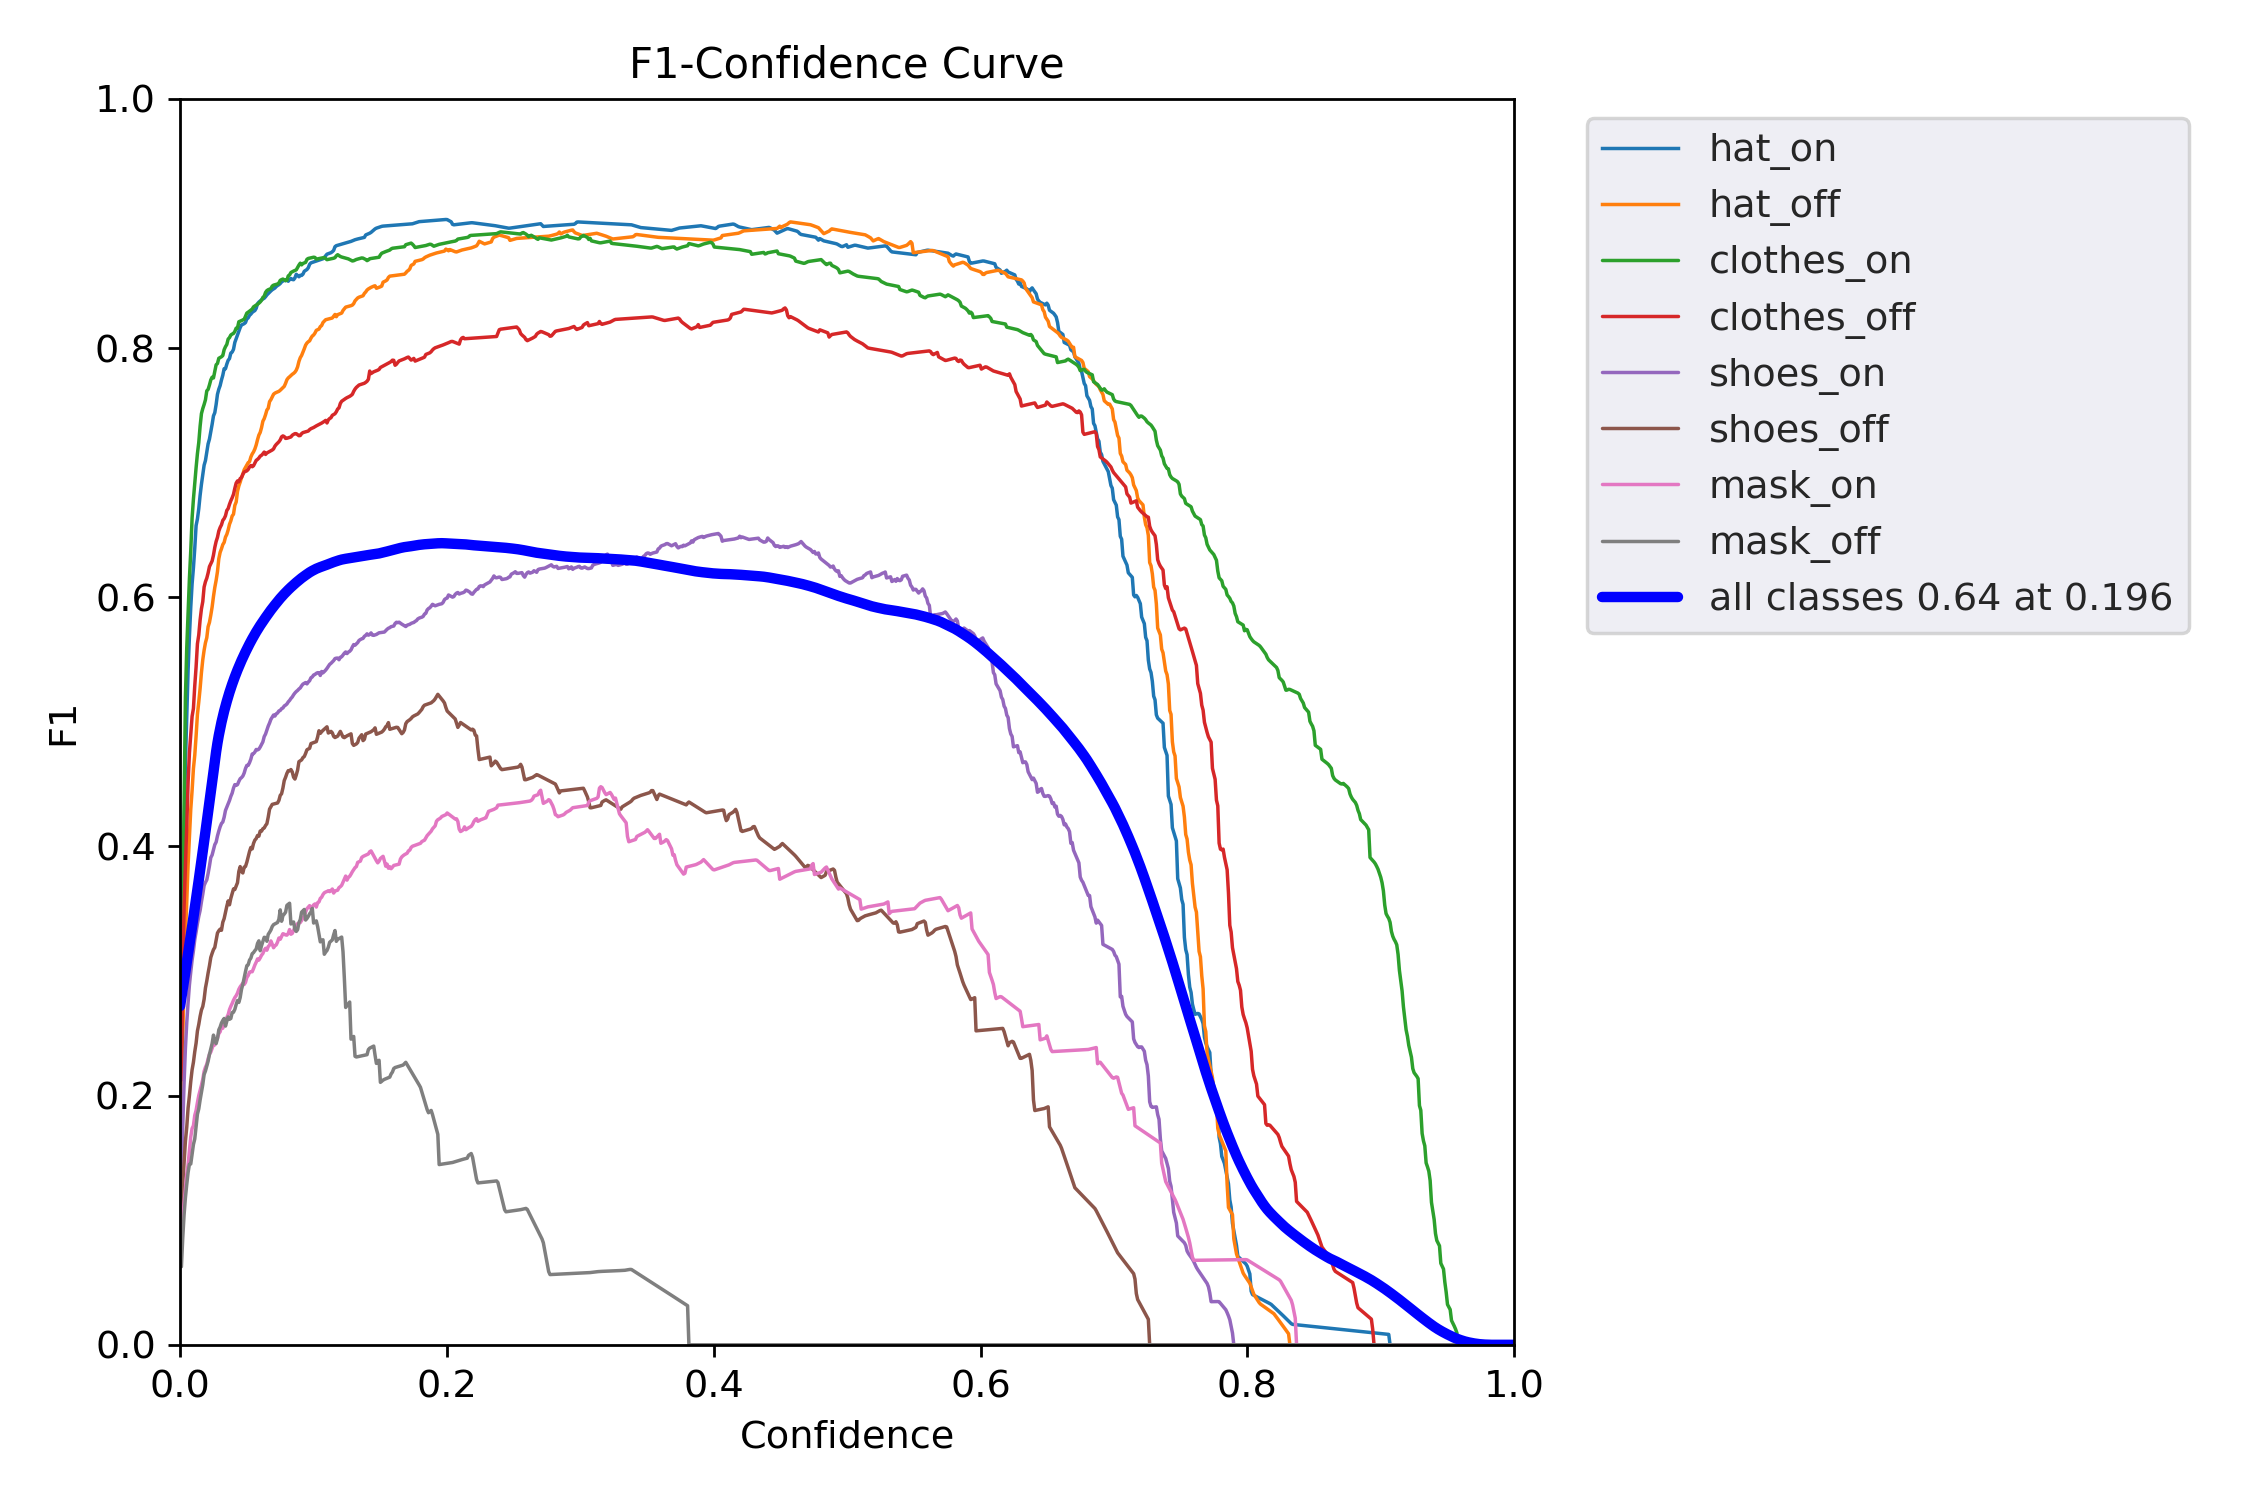 F1-Confidence Curve
1.0
0.8
0.6
0.4
0.2
0.0
F1
0.0 0.2 0.4 0.6 0.8 1.0
Confidence
hat_on
hat_off
clothes_on
clothes_off
shoes_on
shoes_off
mask_on
mask_off
all classes 0.64 at 0.196